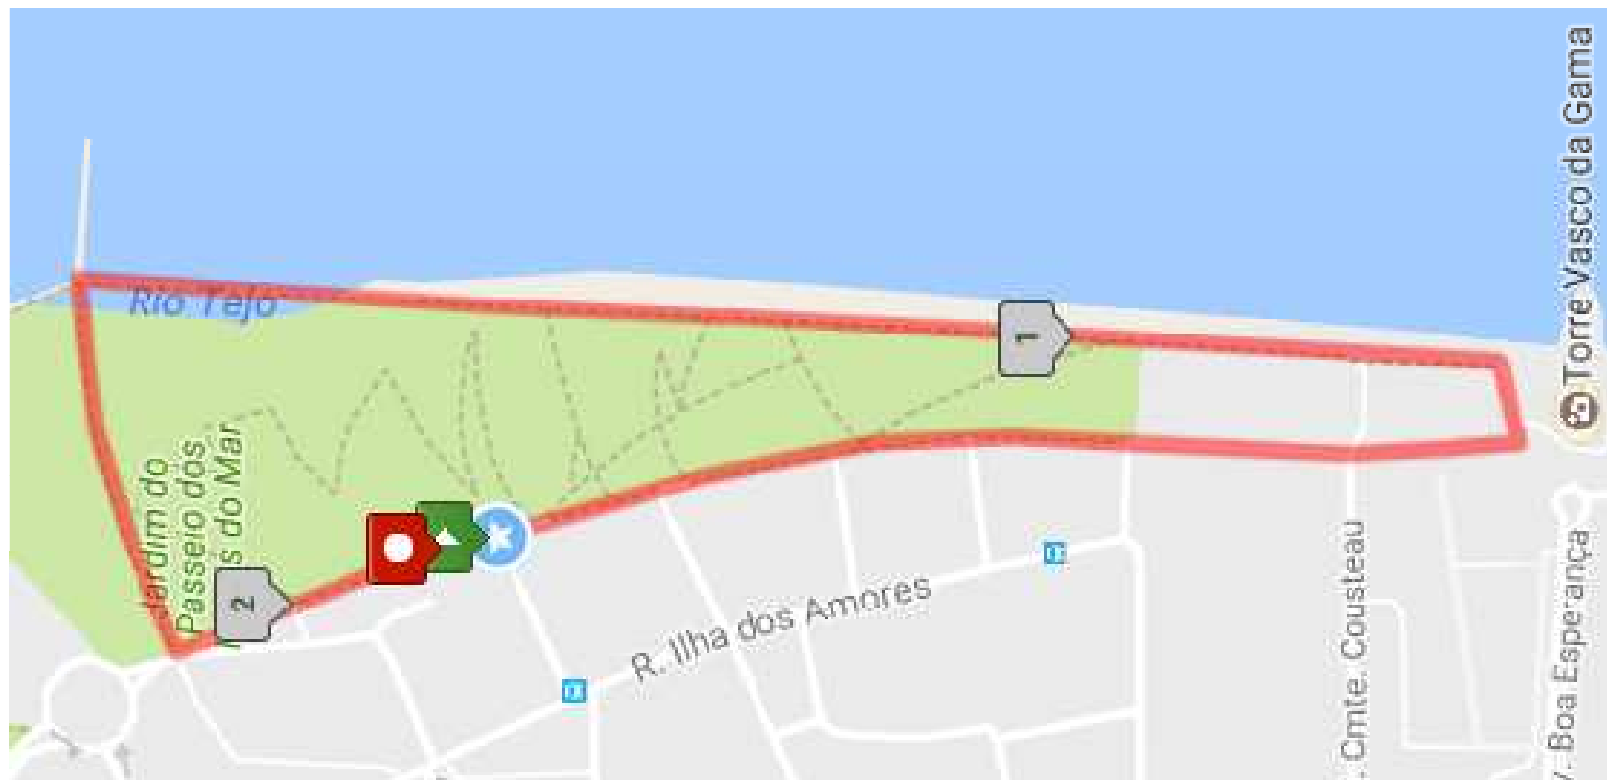 Rio Tejo
Jardim do
Passeio dos
s do Mar
2
1
R. Ilha dos Amores
. Cmte. Cousteau
Torre Vasco da Gama
. Boa Esperança